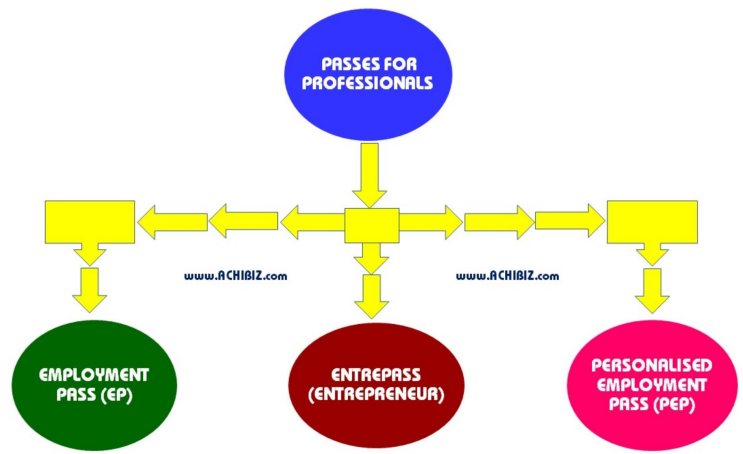 PASSES FOR
PROFESSIONALS
www.ACHIBIZ.com
www.ACHIBIZ.com
EMPLOYMENT
PASS (EP)
ENTREPASS
(ENTREPRENEUR)
PERSONALISED
EMPLOYMENT
PASS (PEP)